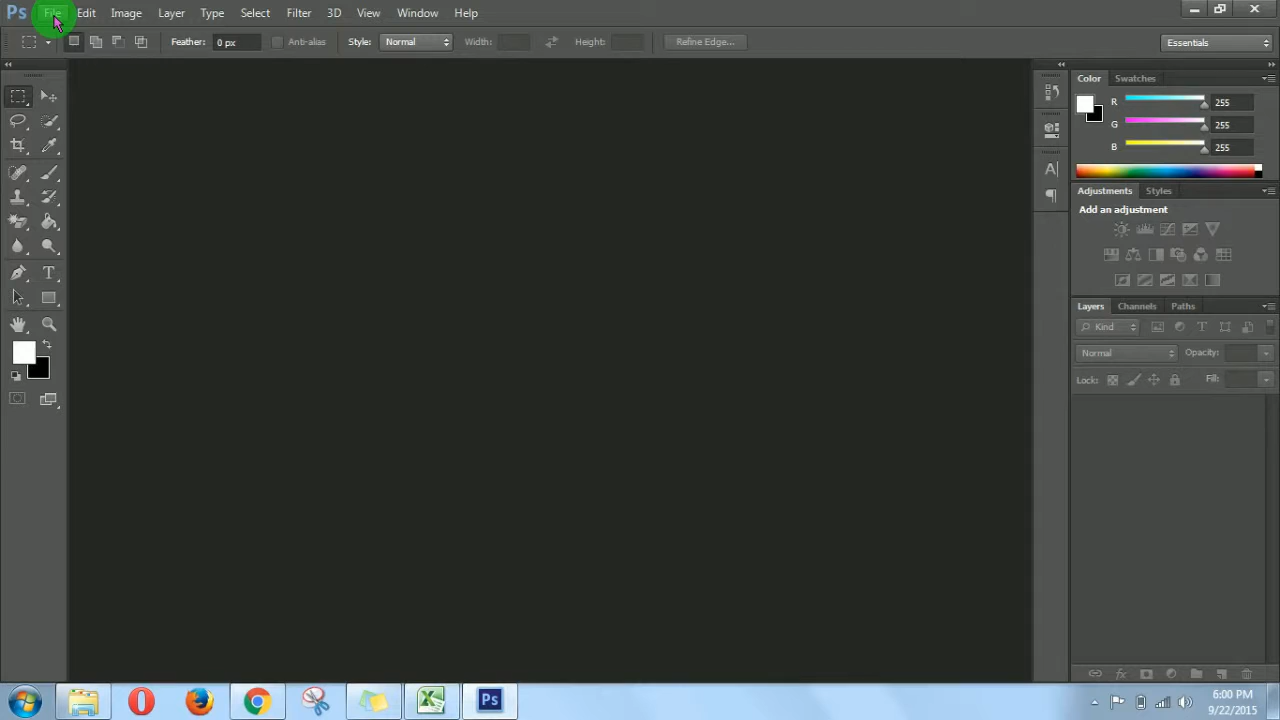 Ps File Edit Image Layer Type Select Filter 3D View Window Help
Feather: 0 px Anti-alias Style: Normal Width: Height: Refine Edge... Essentials
Color Swatches
R 255
G 255
B 255
Adjustments Styles
Add an adjustment
Layers Channels Paths
Kind
Normal Opacity:
Lock: Fill:
Ps
6:00 PM
9/22/2015